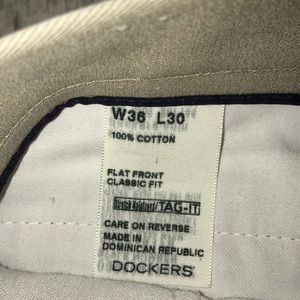 W36 L30
100% COTTON
FLAT FRONT
CLASSIC FIT
TAG-IT
CARE ON REVERSE
MADE IN
DOMINICAN REPUBLIC
DOCKERS®